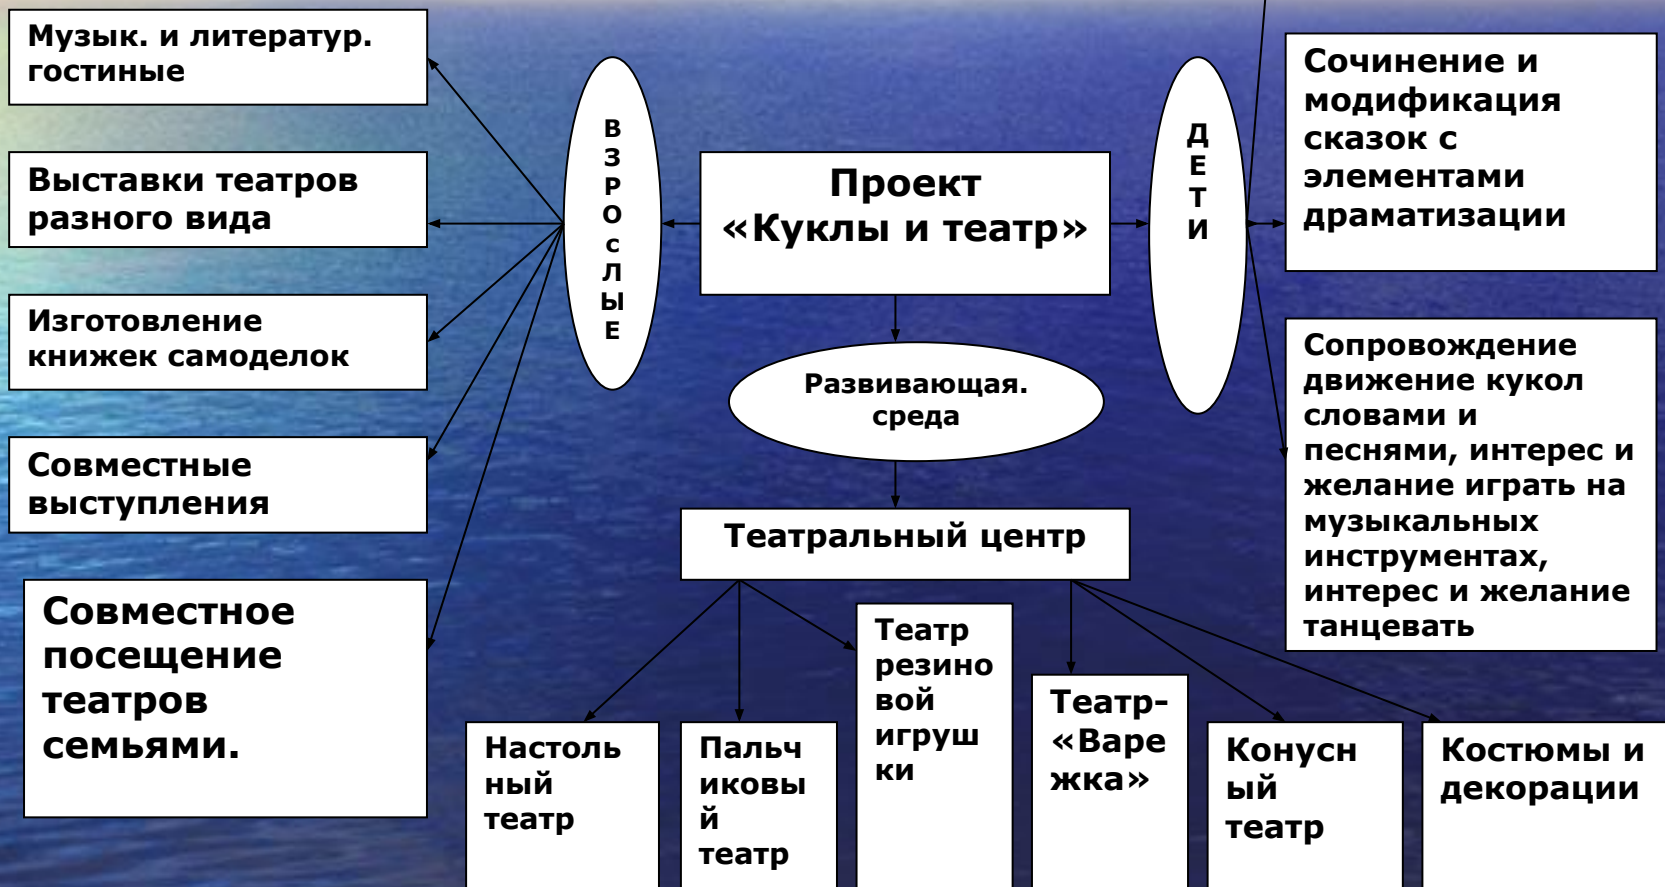 Музык. и литератур.
гостиные
Выставки театров
разного вида
Изготовление
книжек самоделок
Совместные
выступления
Совместное
посещение
театров
семьями.
В
З
Р
О
с
Л
Ы
Е
Проект
«Куклы и театр»
Развивающая.
среда
Театральный центр
Настоль
ный
театр
Пальч
иковы
й
театр
Театр
резино
вой
игруш
ки
Театр-
«Варе
жка»
Конусн
ый
театр
Костюмы и
декорации
Д
Е
Т
И
Сочинение и
модификация
сказок с
элементами
драматизации
Сопровождение
движение кукол
словами и
песнями, интерес и
желание играть на
музыкальных
инструментах,
интерес и желание
танцевать